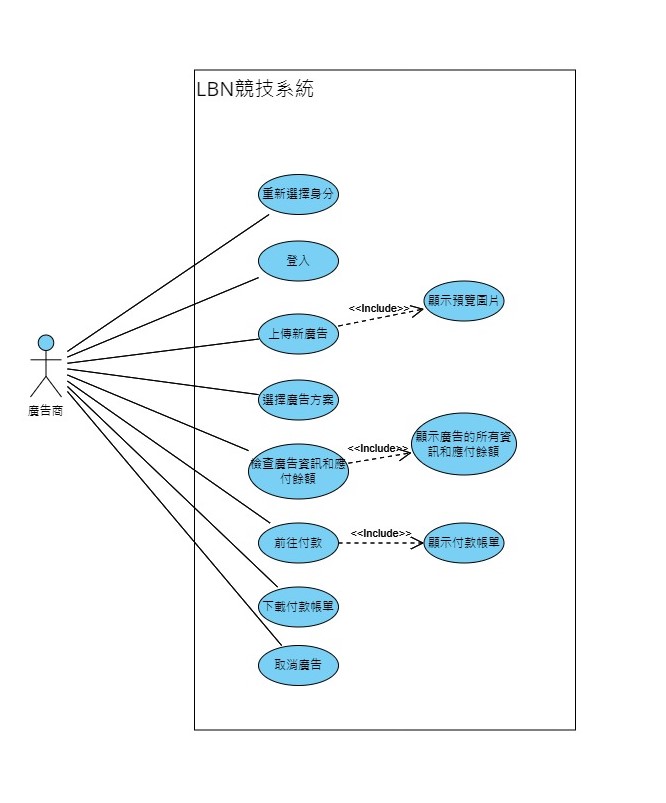 LBN競技系統
重新選擇身分
登入
上傳新廣告
<<Include>>
顯示預覽圖片
選擇廣告方案
檢查廣告資訊和應
付餘額
<<Include>>
顯示廣告的所有資
訊和應付餘額
前往付款
<<Include>>
顯示付款帳單
下載付款帳單
取消廣告
廣告商